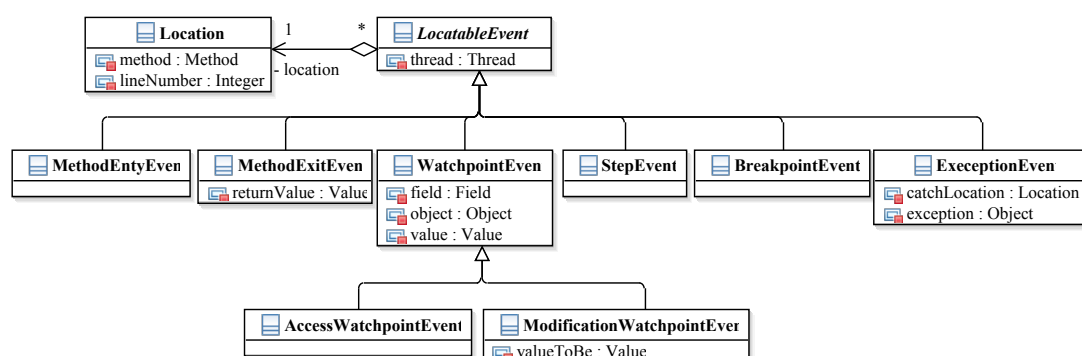 Location
1
*
LocatableEvent
method : Method
lineNumber : Integer
- location
thread : Thread
MethodEntyEven
MethodExitEven
WatchpointEven
StepEvent
BreakpointEvent
ExeceptionEven
returnValue : Value
field : Field
object : Object
value : Value
catchLocation : Location
exception : Object
AccessWatchpointEvent
ModificationWatchpointEven
valueToBe : Value